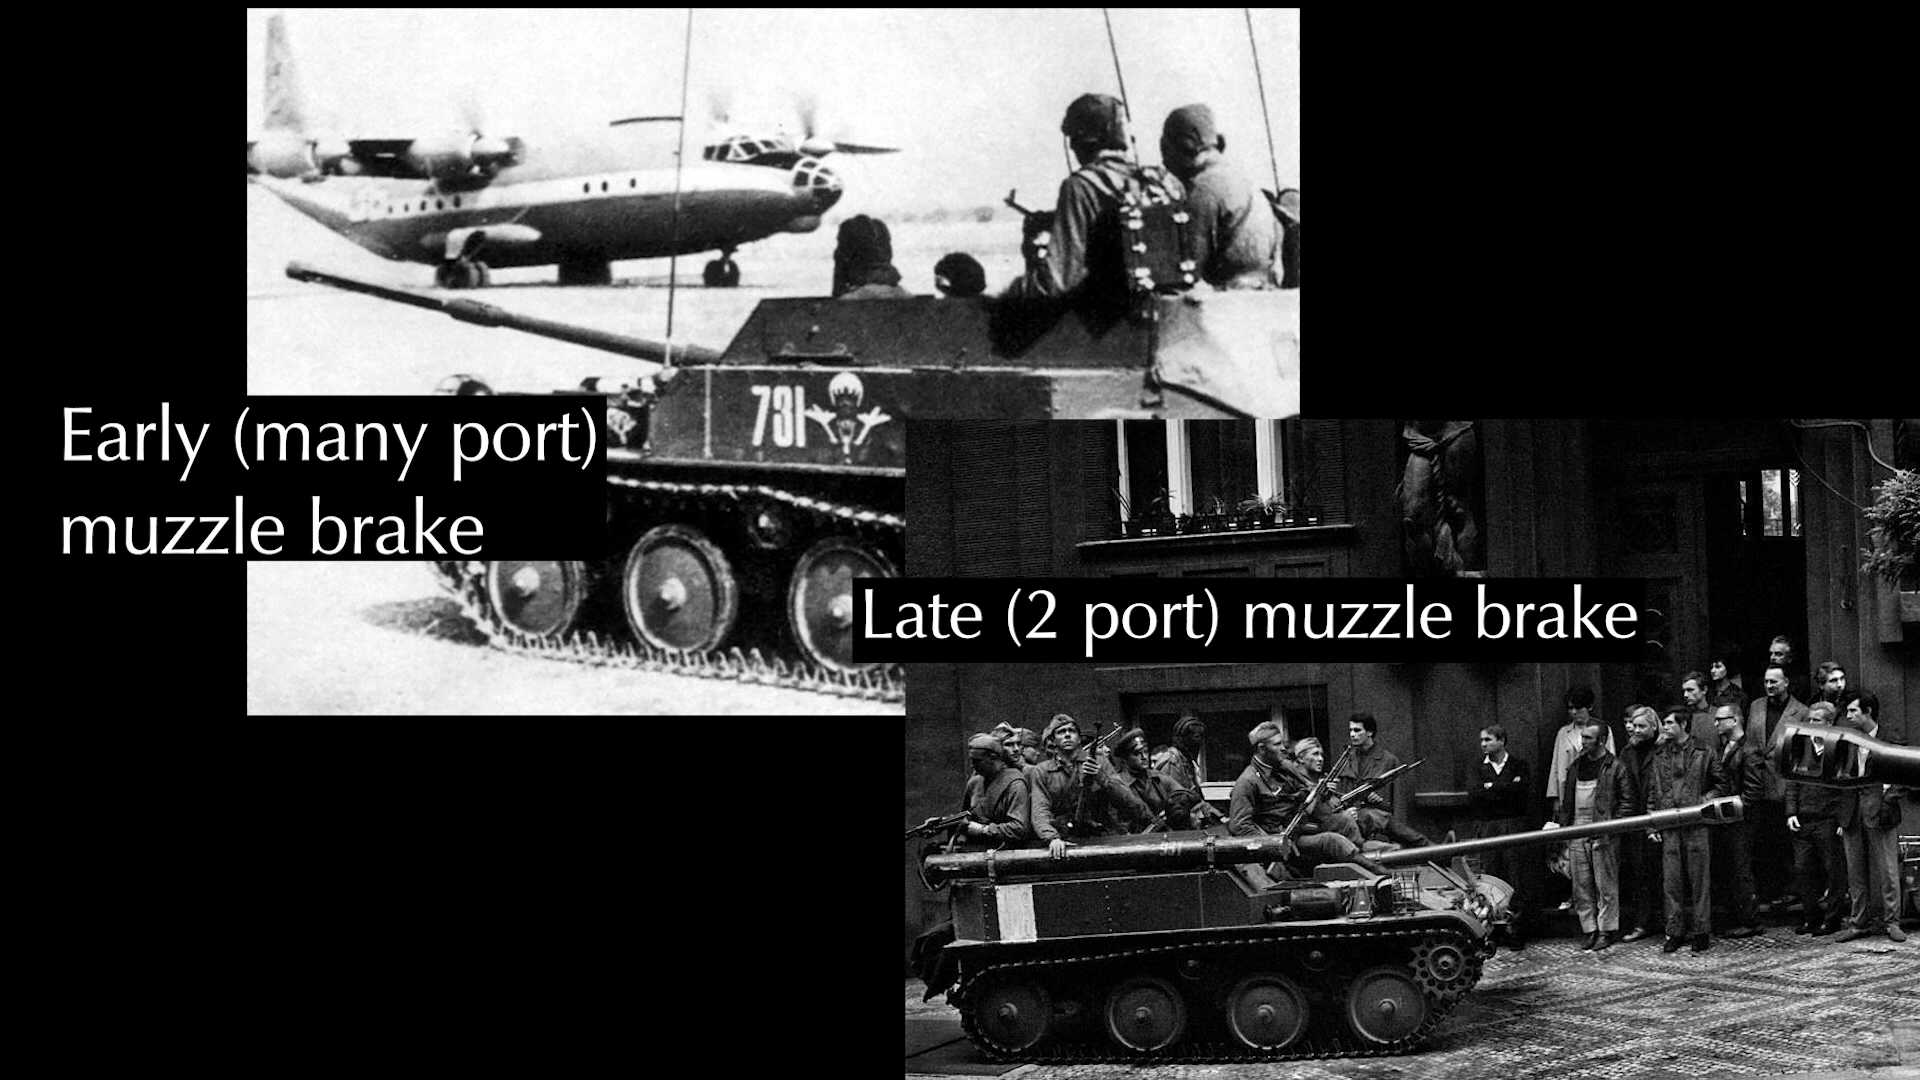 Early (many port)
muzzle brake
731
Late (2 port) muzzle brake